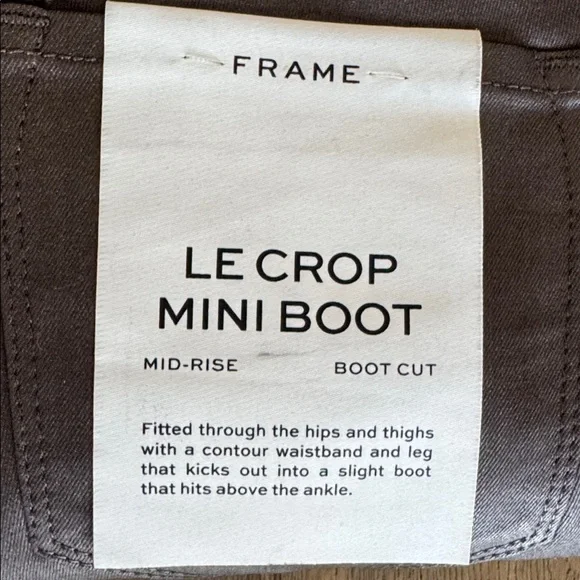 FRAME
LE CROP
MINI BOOT
MID-RISE BOOT CUT
Fitted through the hips and thighs
with a contour waistband and leg
that kicks out into a slight boot
that hits above the ankle.